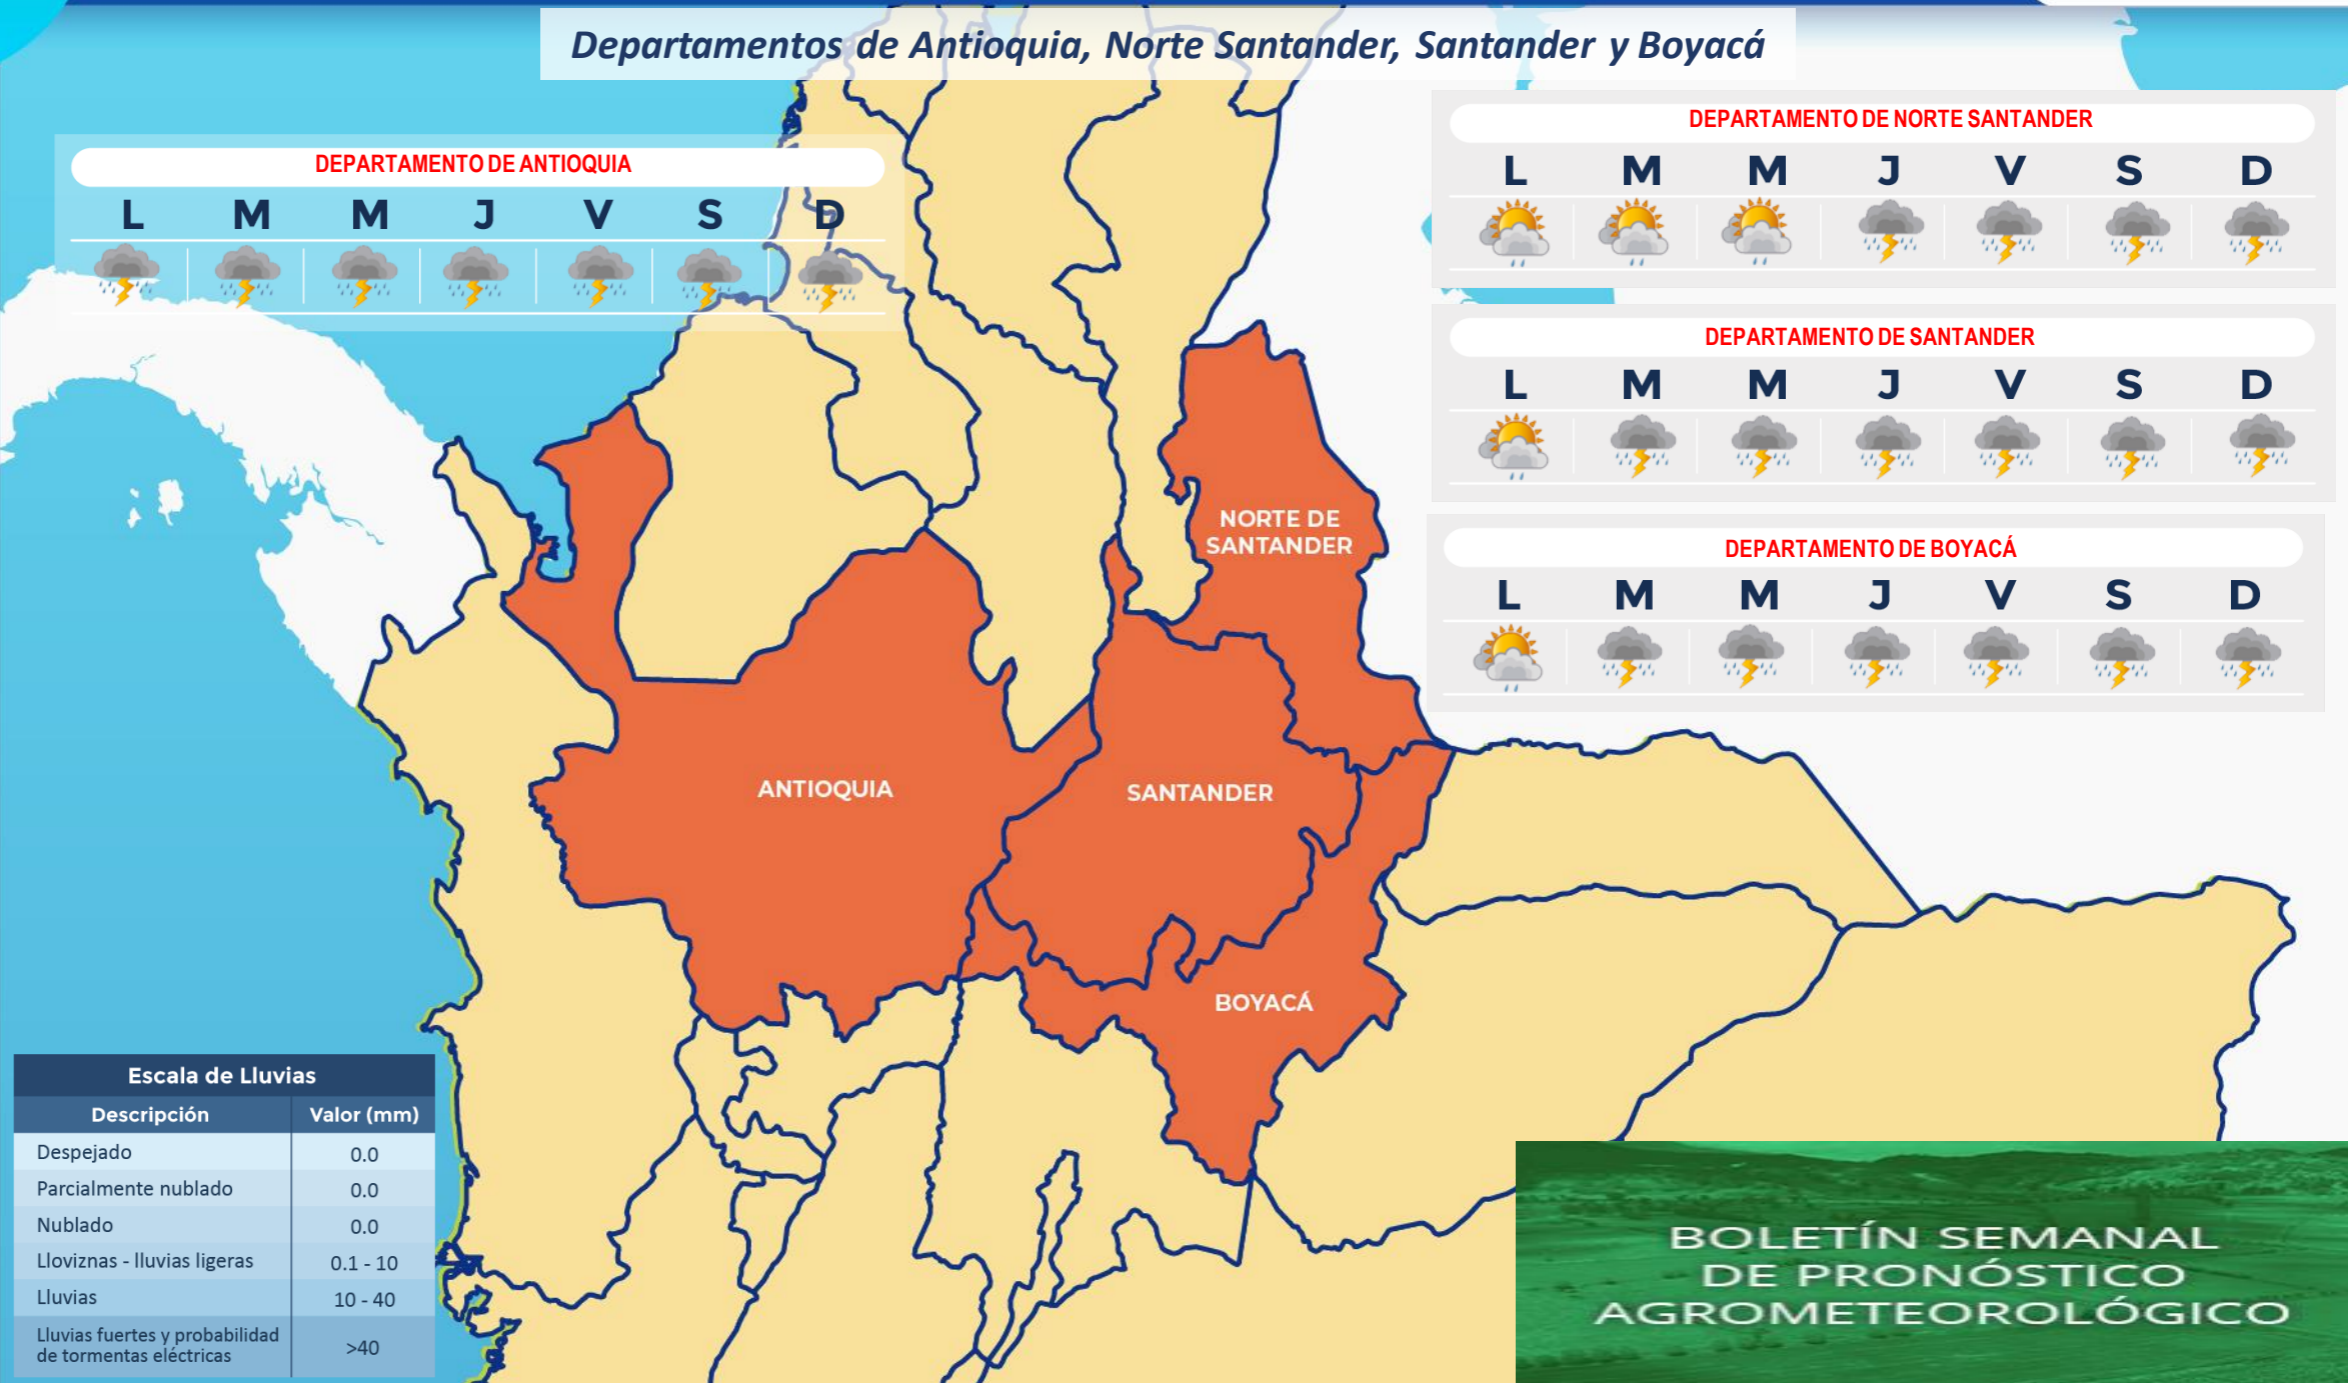 Departamentos de Antioquia, Norte Santander, Santander y Boyacá
DEPARTAMENTO DE ANTIOQUIA
L M M J V S D
DEPARTAMENTO DE NORTE SANTANDER
L M M J V S D
DEPARTAMENTO DE SANTANDER
L M M J V S D
DEPARTAMENTO DE BOYACÁ
L M M J V S D
NORTE DE
SANTANDER
ANTIOQUIA
SANTANDER
BOYACÁ
Escala de Lluvias
Descripción Valor (mm)
Despejado 0.0
Parcialmente nublado 0.0
Nublado 0.0
Lloviznas - lluvias ligeras 0.1 - 10
Lluvias 10 - 40
Lluvias fuertes y probabilidad
de tormentas eléctricas >40
BOLETÍN SEMANAL
DE PRONÓSTICO
AGROMETEOROLÓGICO